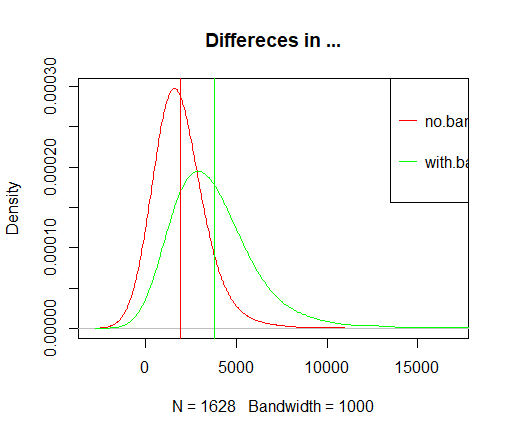 Differeces in ...
0.00030
0.00020
0.00010
0.00000
Density
no.bar
with.ba
0 5000 10000 15000
N = 1628 Bandwidth = 1000